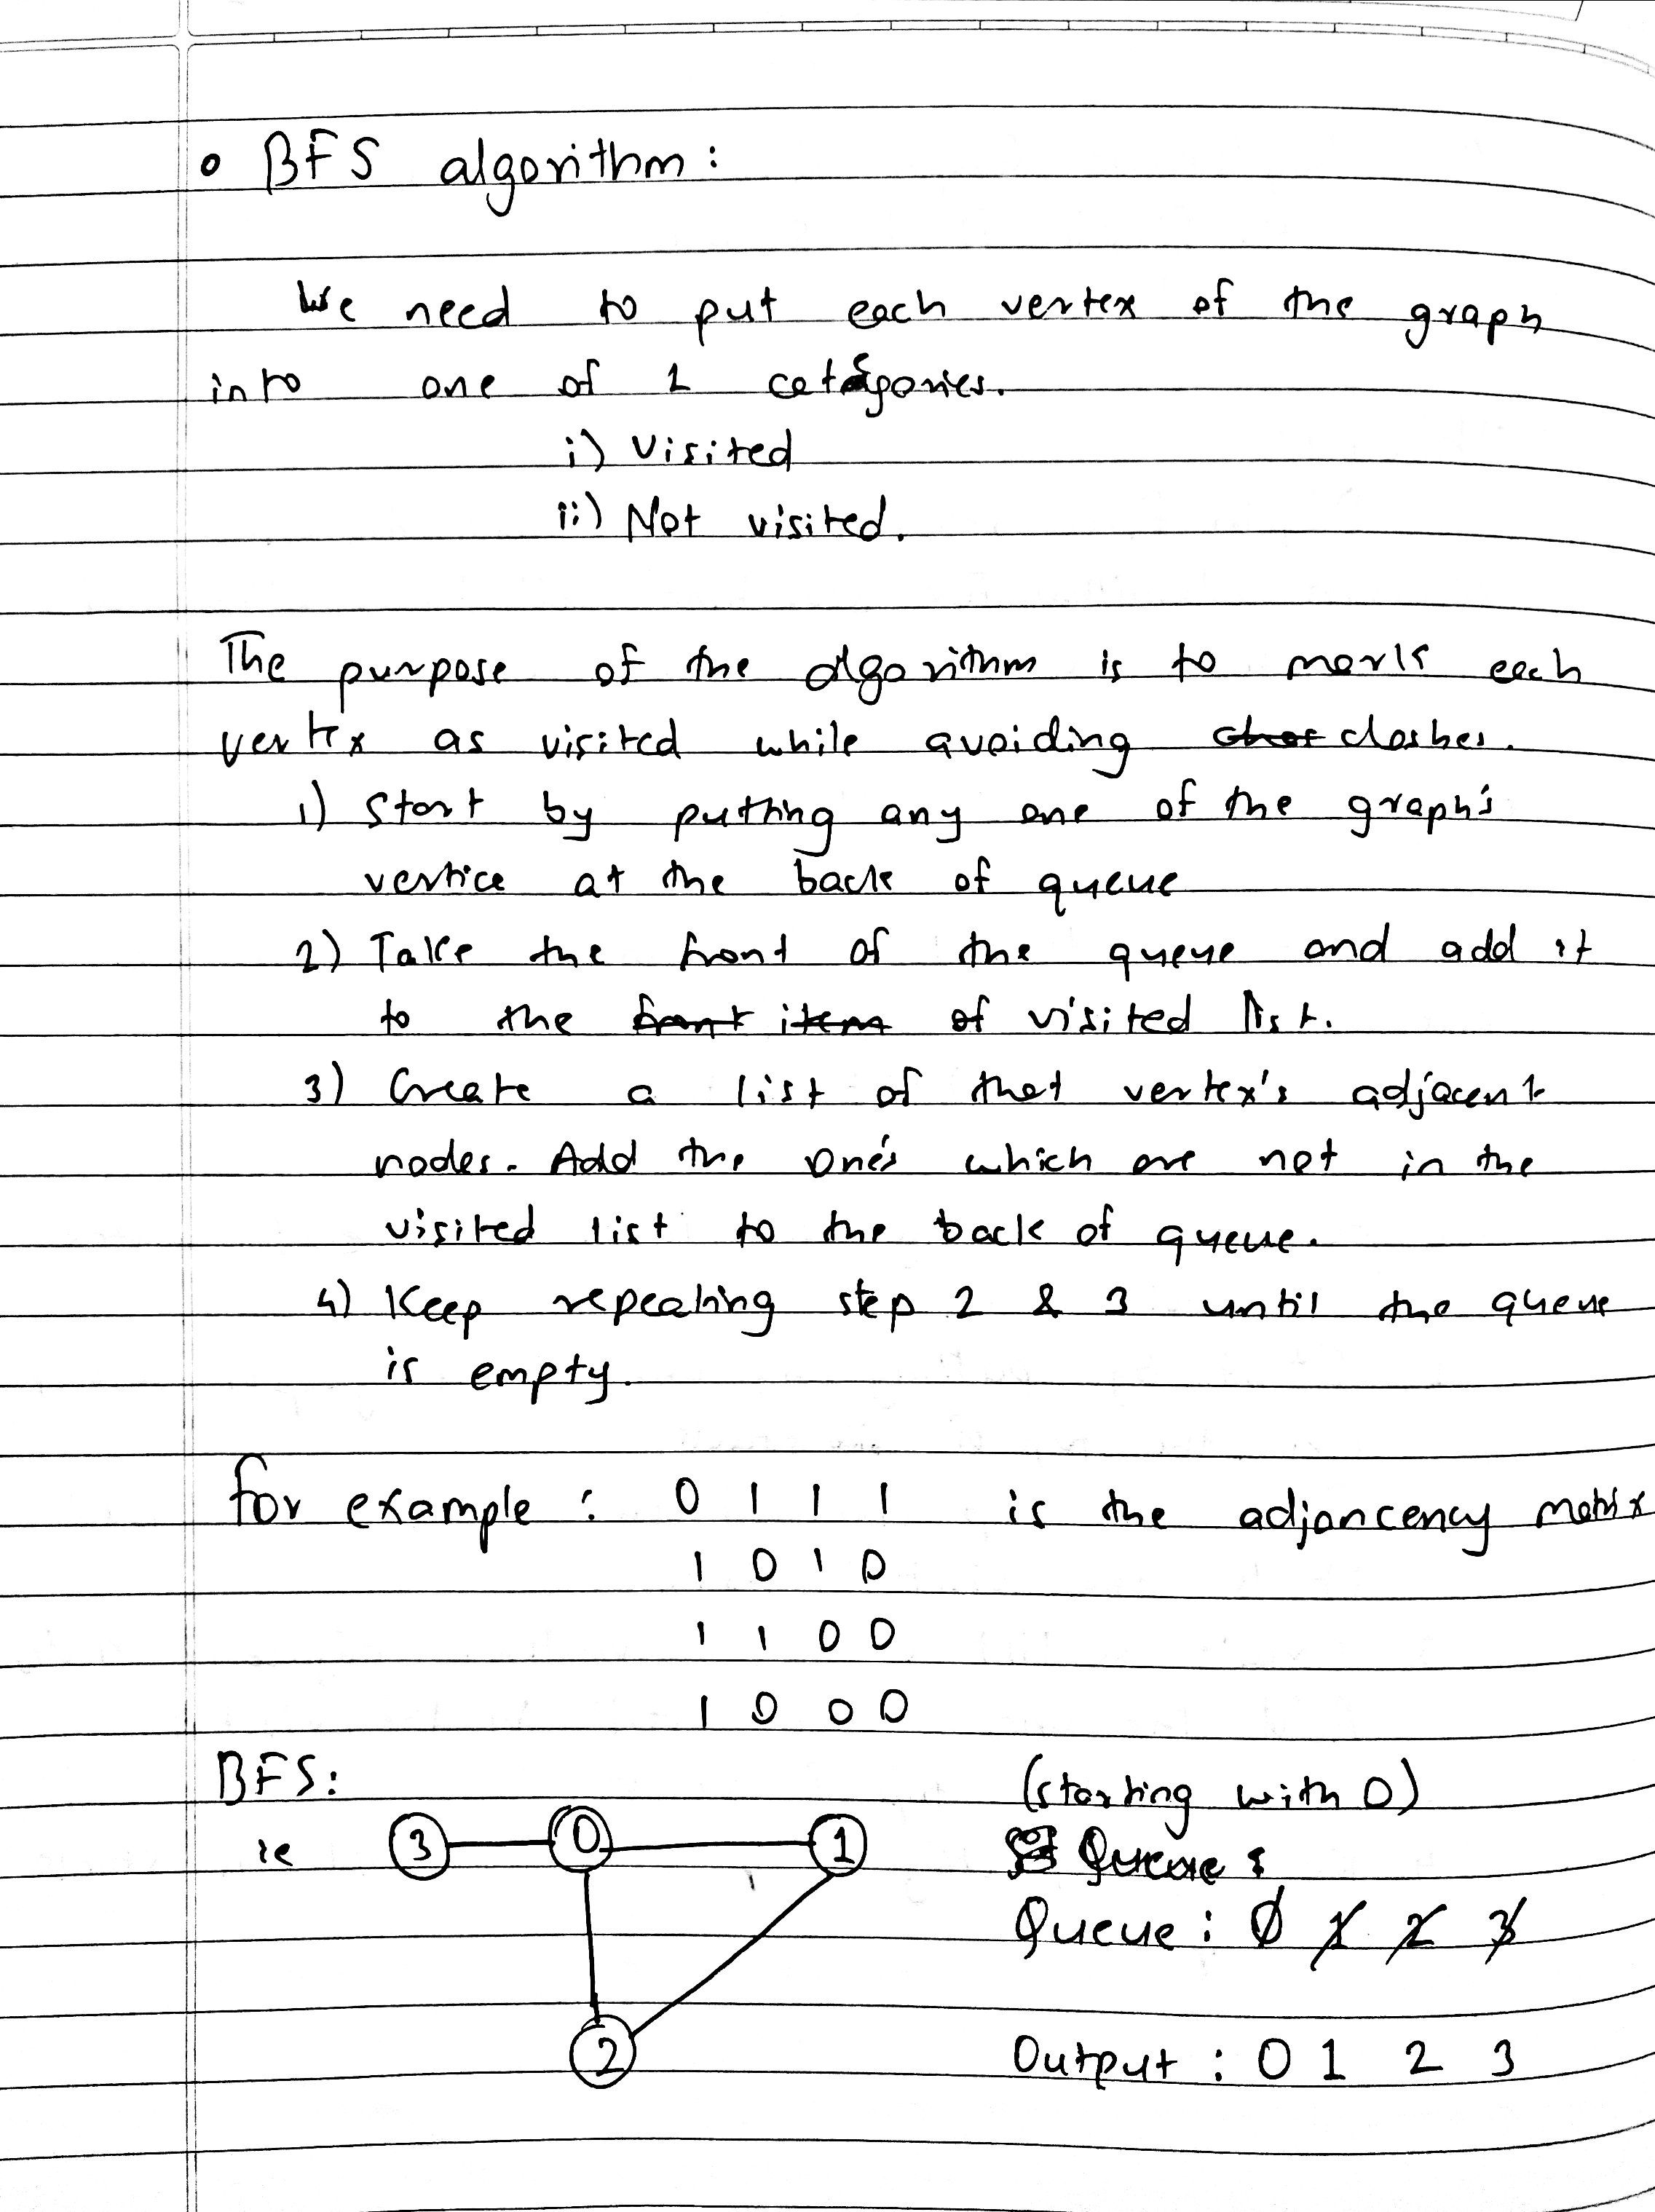 • BFS algorithm:
We need to put each vertex of the graph
into one of 2 categories.
i) Visited
ii) Not visited.
The purpose of the algorithm is to mark each
vertex as visited while avoiding clashes.
1) Start by putting any one of the graph's
vertice at the back of queue
2) Take the front of the queue and add it
to the front item of visited list.
3) Create a list of that vertex's adjacent
nodes. Add the one's which are not in the
visited list to the back of queue.
4) Keep repeating step 2 & 3 until the queue
is empty.
for example : 0 1 1 1 is the adjancency matrix
1 0 1 0
1 1 0 0
1 0 0 0
BFS: (starting with 0)
ie 3 0 1 Queue :
Queue : 0 1 2 3
2
Output : 0 1 2 3